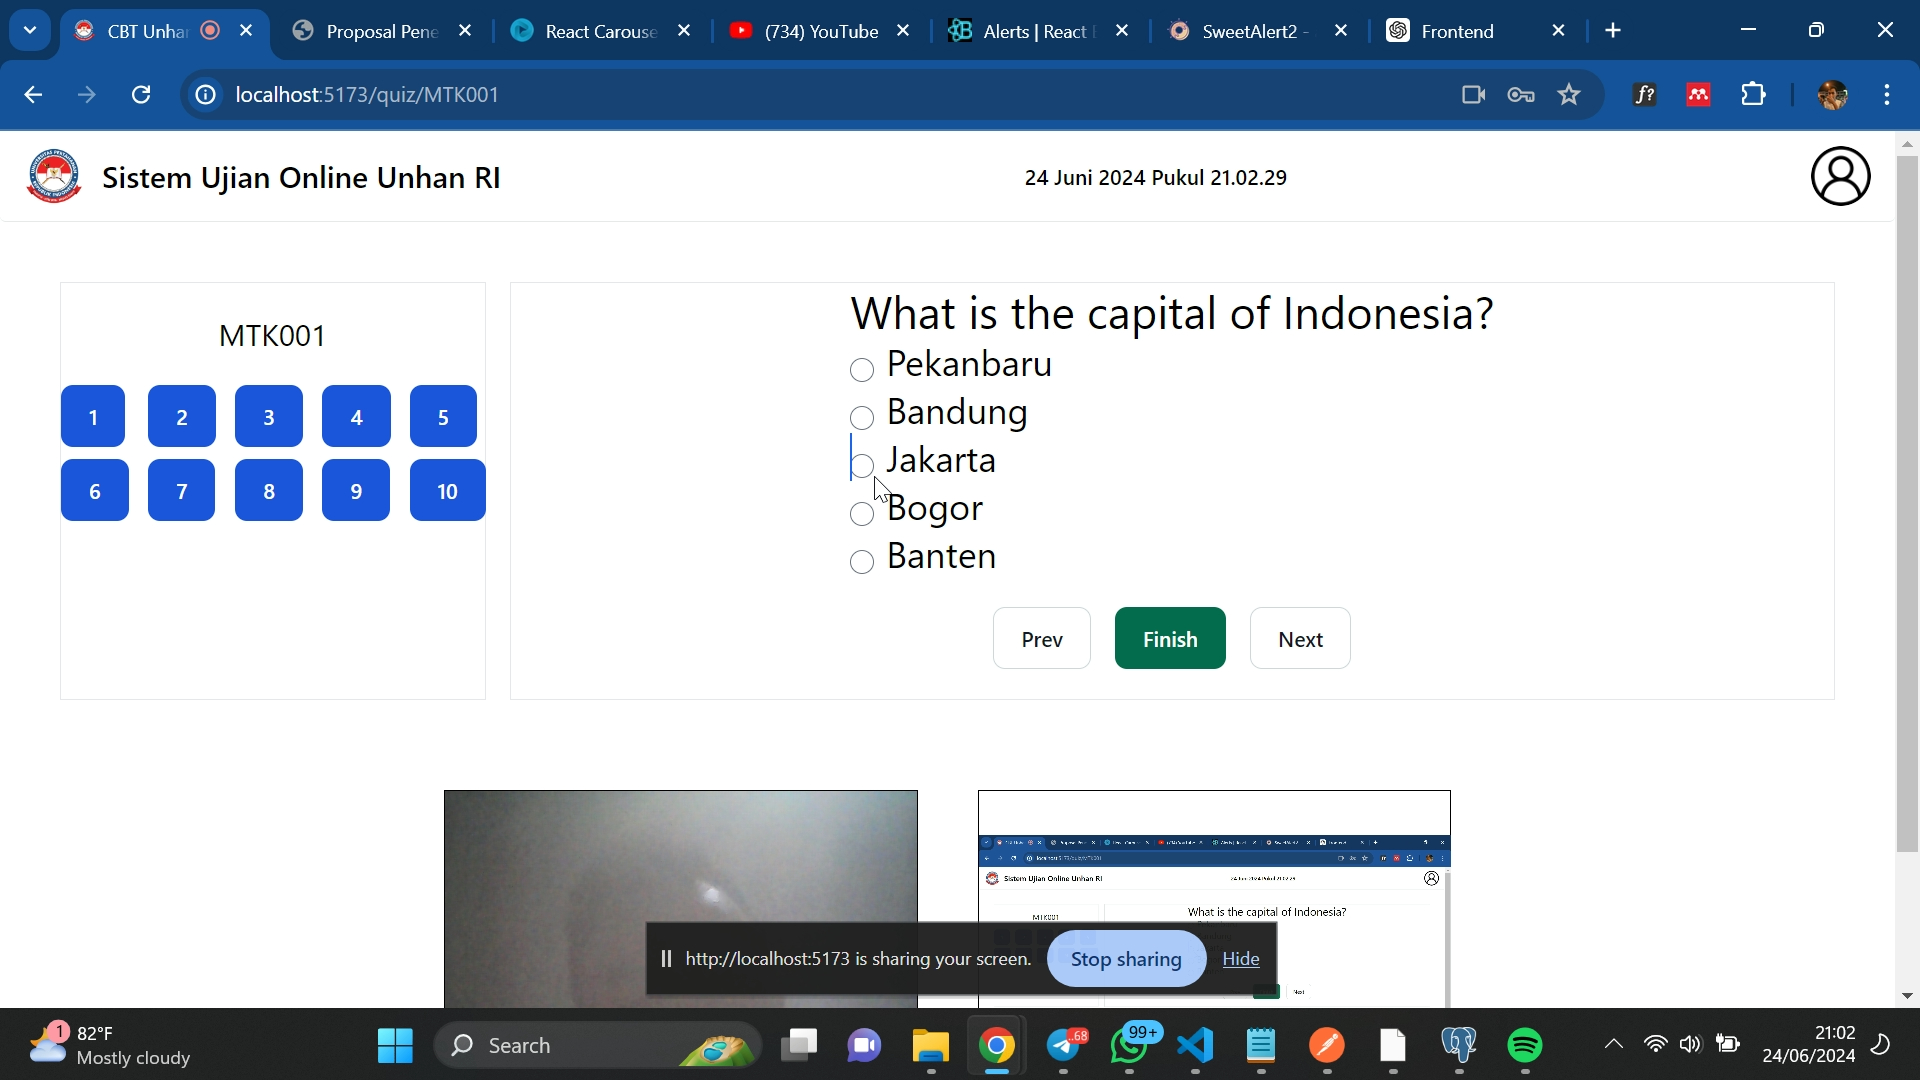 CBT Unhar
Proposal Pene
React Carouse
(734) YouTube
Alerts | React
SweetAlert2 -
Frontend
localhost:5173/quiz/MTK001
f?
Sistem Ujian Online Unhan RI
24 Juni 2024 Pukul 21.02.29
MTK001
1
2
3
4
5
6
7
8
9
10
What is the capital of Indonesia?
Pekanbaru
Bandung
Jakarta
Bogor
Banten
Prev
Finish
Next
Sistem Ujian Online Unhan RI
MTK001
What is the capital of Indonesia?
Next
http://localhost:5173 is sharing your screen.
Stop sharing
Hide
1
82°F
Mostly cloudy
Search
..68
99+
21:02
24/06/2024